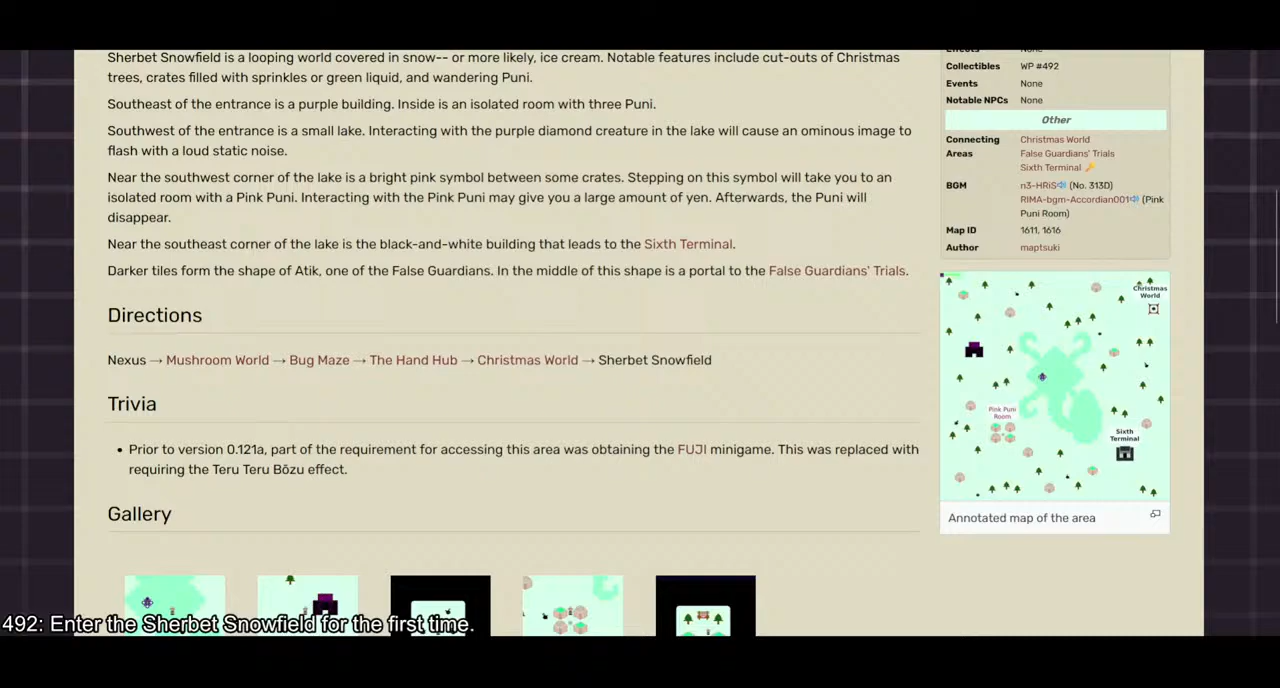 Sherbet Snowfield is a looping world covered in snow-- or more likely, ice cream. Notable features include cut-outs of Christmas
trees, crates filled with sprinkles or green liquid, and wandering Puni.
Southeast of the entrance is a purple building. Inside is an isolated room with three Puni.
Southwest of the entrance is a small lake. Interacting with the purple diamond creature in the lake will cause an ominous image to
flash with a loud static noise.
Near the southwest corner of the lake is a bright pink symbol between some crates. Stepping on this symbol will take you to an
isolated room with a Pink Puni. Interacting with the Pink Puni may give you a large amount of yen. Afterwards, the Puni will
disappear.
Near the southeast corner of the lake is the black-and-white building that leads to the Sixth Terminal.
Darker tiles form the shape of Atik, one of the False Guardians. In the middle of this shape is a portal to the False Guardians' Trials.
Directions
Nexus → Mushroom World → Bug Maze → The Hand Hub → Christmas World → Sherbet Snowfield
Trivia
• Prior to version 0.121a, part of the requirement for accessing this area was obtaining the FUJI minigame. This was replaced with
requiring the Teru Teru Bōzu effect.
Gallery
Effects None
Collectibles WP #492
Events None
Notable NPCs None
Other
Connecting Christmas World
Areas False Guardians' Trials
Sixth Terminal
BGM n3-HRiS (No. 313D)
RIMA-bgm-Accordian001 (Pink
Puni Room)
Map ID 1611, 1616
Author maptsuki
Christmas
World
Pink Puni
Room
Sixth
Terminal
Annotated map of the area
492: Enter the Sherbet Snowfield for the first time.